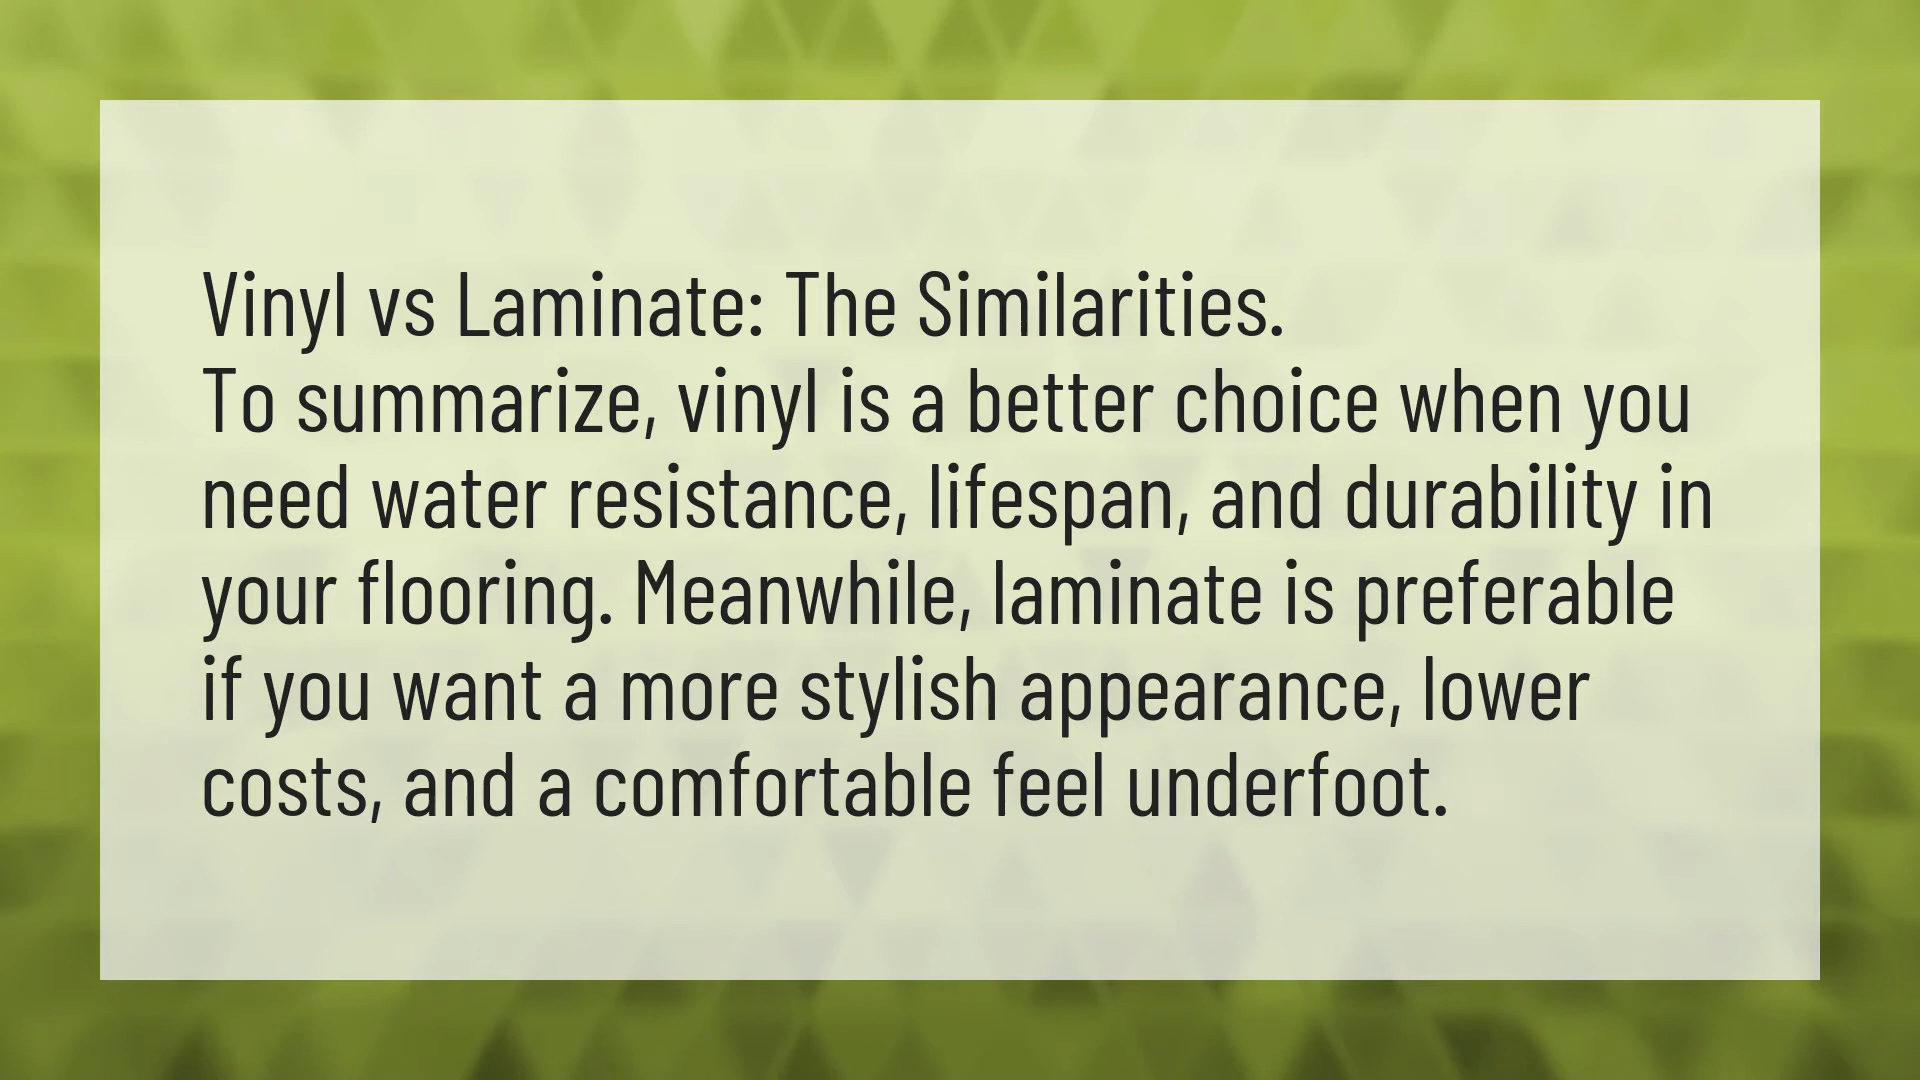 Vinyl vs Laminate: The Similarities.
To summarize, vinyl is a better choice when you
need water resistance, lifespan, and durability in
your flooring. Meanwhile, laminate is preferable
if you want a more stylish appearance, lower
costs, and a comfortable feel underfoot.